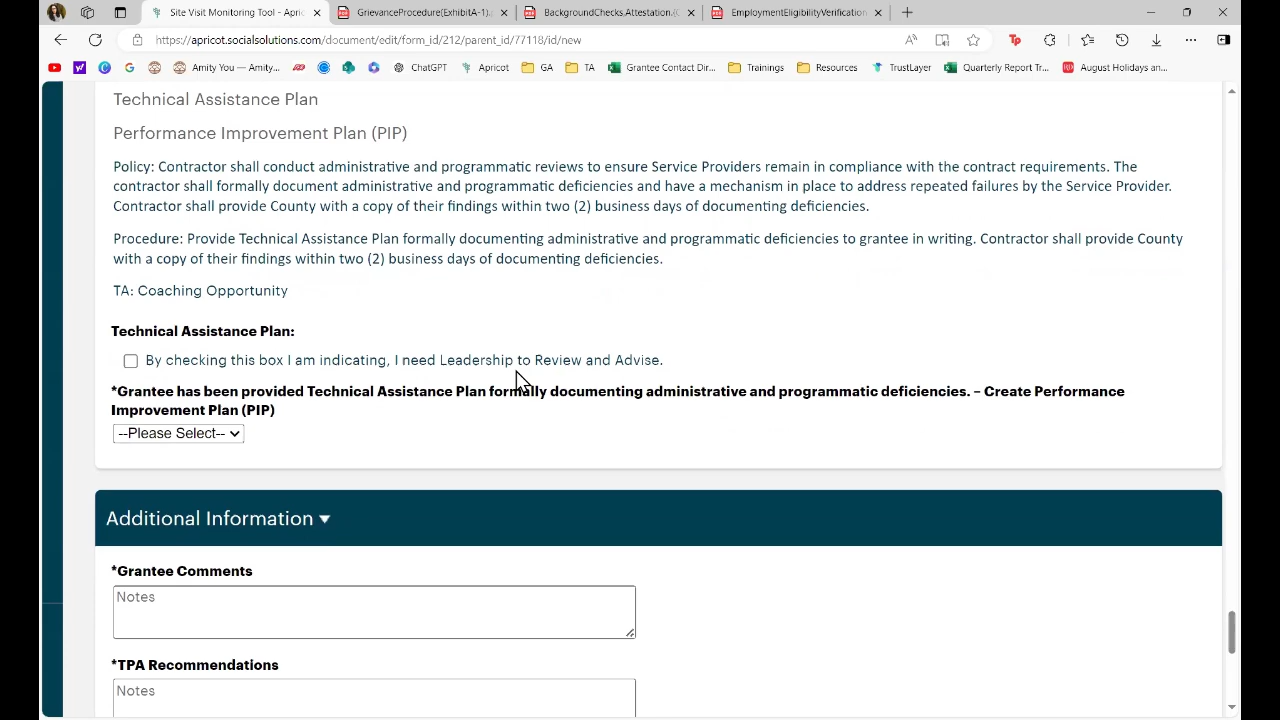 Site Visit Monitoring Tool - Apric
GrievanceProcedure(ExhibitA.1).p
BackgroundChecks,Attestation.(C
EmploymentEligibilityVerification
https://apricot.socialsolutions.com/document/edit/form_id/212/parent_id/77118/id/new
Amity You — Amity...
ChatGPT
Apricot
GA
TA
Grantee Contact Dir...
Trainings
Resources
TrustLayer
Quarterly Report Tr...
August Holidays an...
Technical Assistance Plan
Performance Improvement Plan (PIP)
Policy: Contractor shall conduct administrative and programmatic reviews to ensure Service Providers remain in compliance with the contract requirements. The
contractor shall formally document administrative and programmatic deficiencies and have a mechanism in place to address repeated failures by the Service Provider.
Contractor shall provide County with a copy of their findings within two (2) business days of documenting deficiencies.
Procedure: Provide Technical Assistance Plan formally documenting administrative and programmatic deficiencies to grantee in writing. Contractor shall provide County
with a copy of their findings within two (2) business days of documenting deficiencies.
TA: Coaching Opportunity
Technical Assistance Plan:
By checking this box I am indicating, I need Leadership to Review and Advise.
*Grantee has been provided Technical Assistance Plan formally documenting administrative and programmatic deficiencies. – Create Performance
Improvement Plan (PIP)
--Please Select--
Additional Information
*Grantee Comments
Notes
*TPA Recommendations
Notes